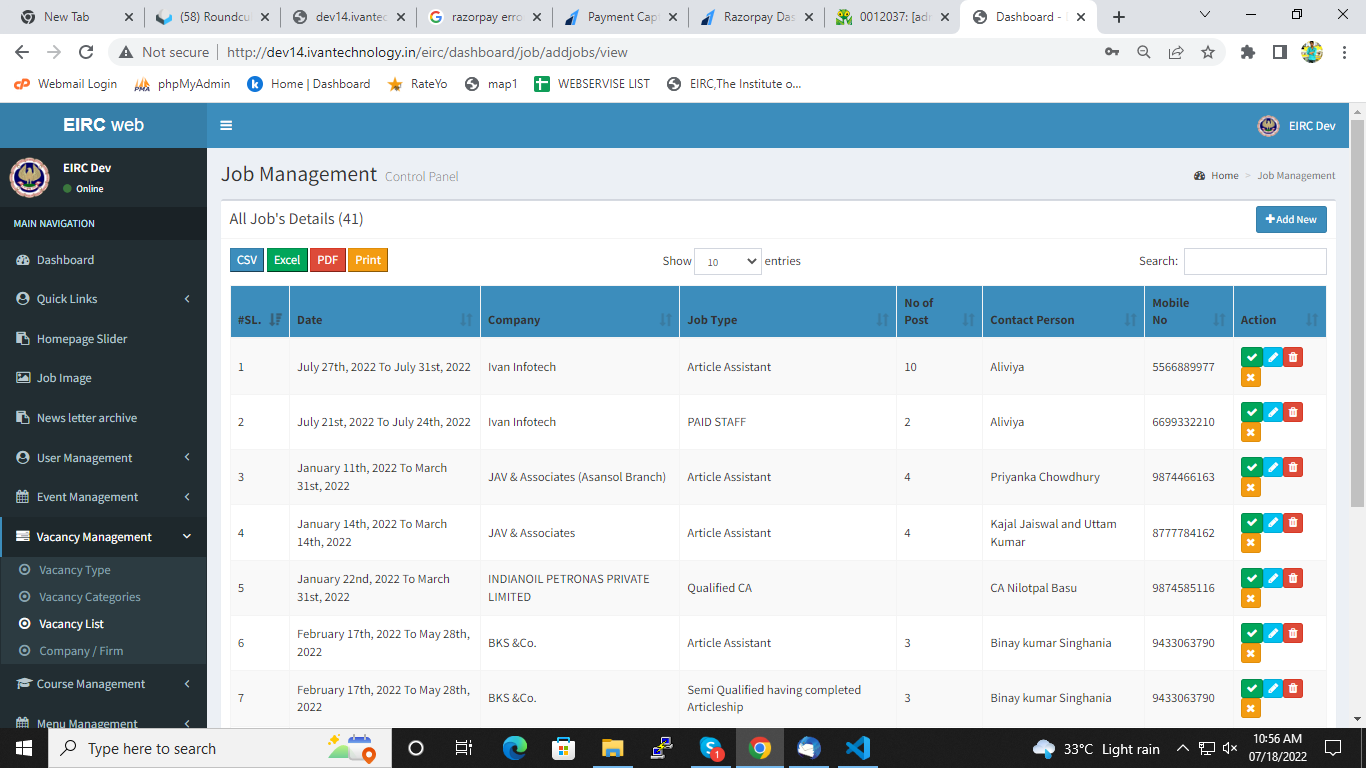 New Tab
(58) Roundcu
dev14.ivantec
razorpay erro
Payment Cap
Razorpay Das
0012037: [ad
Dashboard -
Not secure
http://dev14.ivantechnology.in/eirc/dashboard/job/addjobs/view
Webmail Login
phpMyAdmin
Home | Dashboard
RateYo
map1
WEBSERVISE LIST
EIRC,The Institute o...
EIRC web
EIRC Dev
EIRC Dev
Online
MAIN NAVIGATION
Dashboard
Quick Links
Homepage Slider
Job Image
News letter archive
User Management
Event Management
Vacancy Management
Vacancy Type
Vacancy Categories
Vacancy List
Company / Firm
Course Management
Menu Management
Job Management Control Panel
Home > Job Management
All Job's Details (41)
Add New
CSV Excel PDF Print
Show 10 entries
Search:
#SL. Date Company Job Type No of Post Contact Person Mobile No Action
1 July 27th, 2022 To July 31st, 2022 Ivan Infotech Article Assistant 10 Aliviya 5566889977
2 July 21st, 2022 To July 24th, 2022 Ivan Infotech PAID STAFF 2 Aliviya 6699332210
3 January 11th, 2022 To March 31st, 2022 JAV & Associates (Asansol Branch) Article Assistant 4 Priyanka Chowdhury 9874466163
4 January 14th, 2022 To March 14th, 2022 JAV & Associates Article Assistant 4 Kajal Jaiswal and Uttam Kumar 8777784162
5 January 22nd, 2022 To March 31st, 2022 INDIANOIL PETRONAS PRIVATE LIMITED Qualified CA CA Nilotpal Basu 9874585116
6 February 17th, 2022 To May 28th, 2022 BKS &Co. Article Assistant 3 Binay kumar Singhania 9433063790
7 February 17th, 2022 To May 28th, 2022 BKS &Co. Semi Qualified having completed Articleship 3 Binay kumar Singhania 9433063790
Type here to search
1
33°C Light rain
10:56 AM
07/18/2022